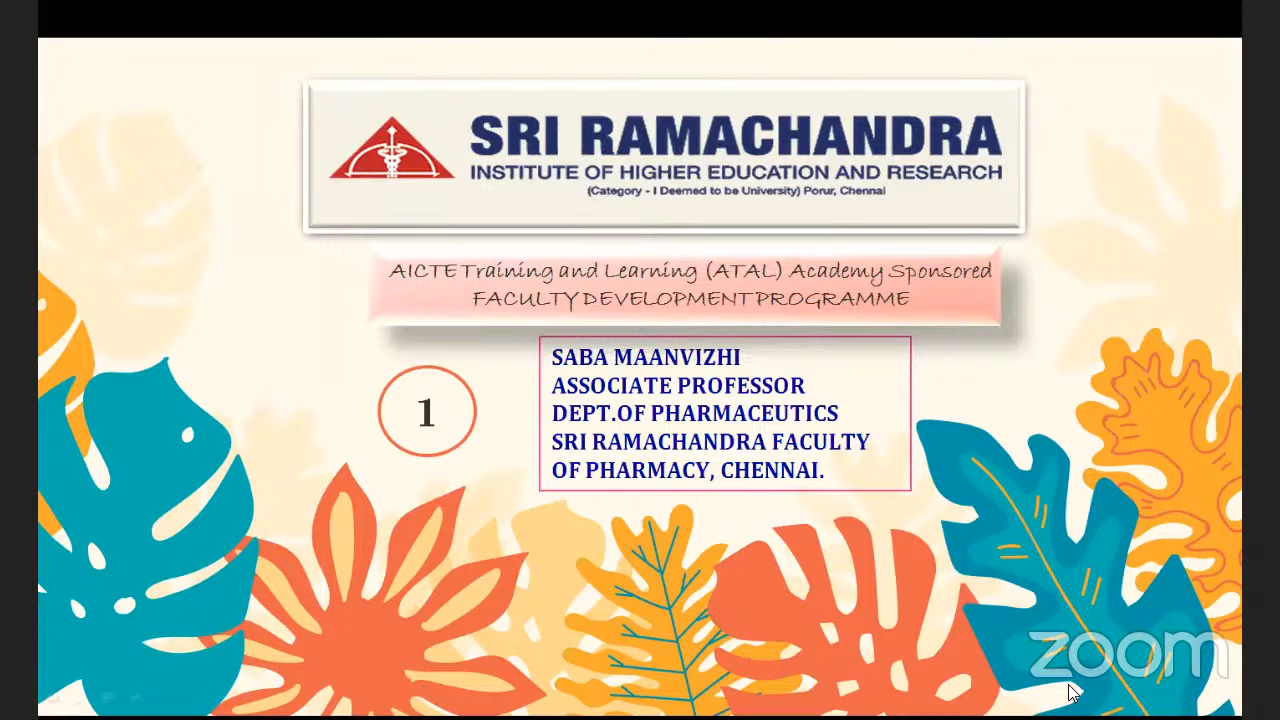 SRI RAMACHANDRA
INSTITUTE OF HIGHER EDUCATION AND RESEARCH
(Category - I Deemed to be University) Porur, Chennai
AICTE Training and Learning (ATAL) Academy Sponsored
FACULTY DEVELOPMENT PROGRAMME
1
SABA MAANVIZHI
ASSOCIATE PROFESSOR
DEPT.OF PHARMACEUTICS
SRI RAMACHANDRA FACULTY
OF PHARMACY, CHENNAI.
zoom